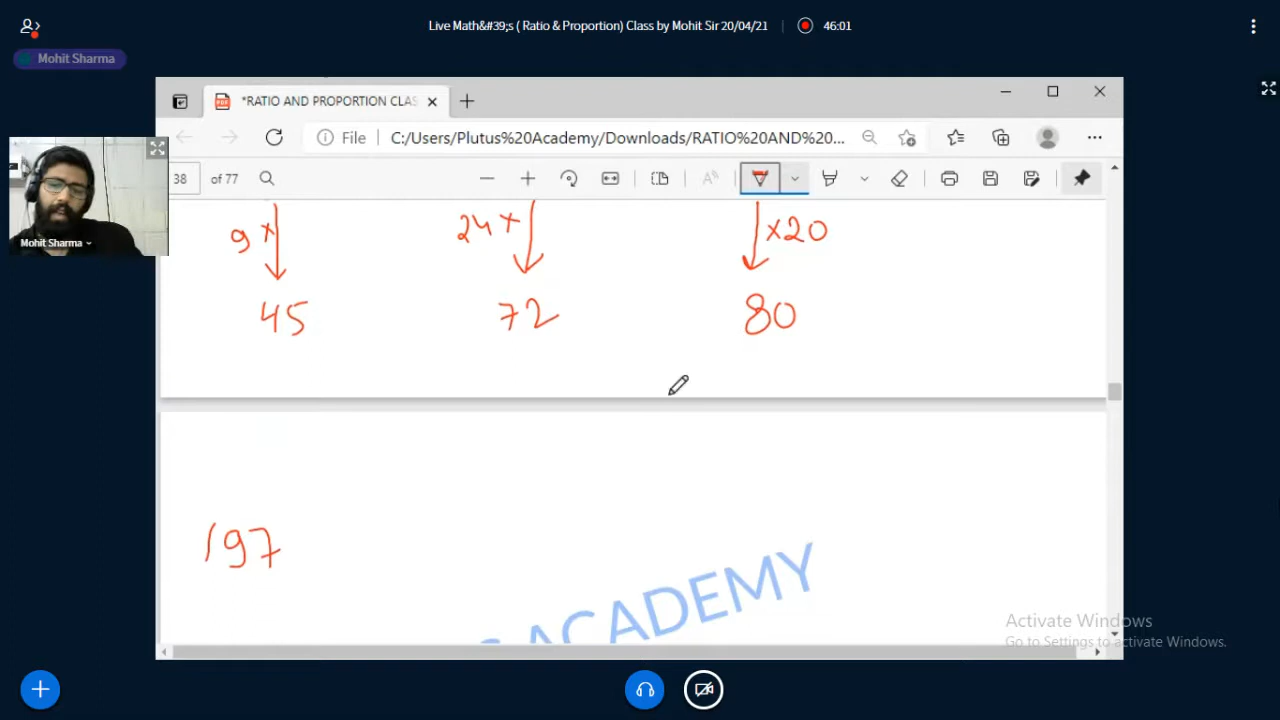 Live Math&#39;s ( Ratio & Proportion) Class by Mohit Sir 20/04/21 46:01
Mohit Sharma
*RATIO AND PROPORTION CLAS
File C:/Users/Plutus%20Academy/Downloads/RATIO%20AND%20...
38 of 77
9× 24× ×20
45 72 80
Mohit Sharma
197
ACADEMY
Activate Windows
Go to Settings to activate Windows.